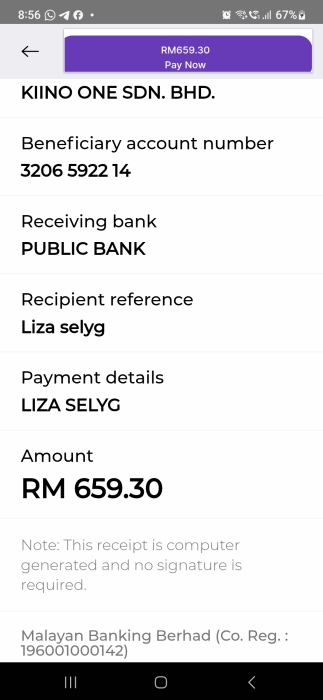 8:56
67%
RM659.30
Pay Now
KIINO ONE SDN. BHD.
Beneficiary account number
3206 5922 14
Receiving bank
PUBLIC BANK
Recipient reference
Liza selyg
Payment details
LIZA SELYG
Amount
RM 659.30
Note: This receipt is computer
generated and no signature is
required.
Malayan Banking Berhad (Co. Reg. :
196001000142)